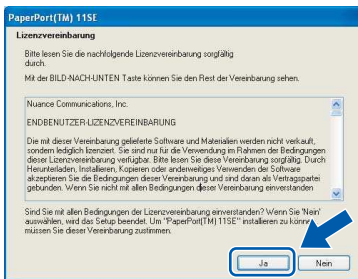 PaperPort(TM) 11SE
Lizenzvereinbarung
Bitte lesen Sie die nachfolgende Lizenzvereinbarung sorgfältig
durch.
Mit der BILD-NACH-UNTEN Taste können Sie den Rest der Vereinbarung sehen.
Nuance Communications, Inc.
ENDBENUTZER-LIZENZVEREINBARUNG
Die mit dieser Vereinbarung gelieferte Software und Materialien werden nicht verkauft,
sondern lediglich lizenziert. Sie sind nur für die Verwendung im Rahmen der Bedingungen
dieser Lizenzvereinbarung verfügbar. Bitte lesen Sie diese Vereinbarung sorgfältig. Durch
Herunterladen, Installieren, Kopieren oder anderweitiges Verwenden der Software
akzeptieren Sie die Bedingungen dieser Vereinbarung und sind daran als Vertragspartei
gebunden. Wenn Sie nicht mit allen Bedingungen dieser Vereinbarung einverstanden
Sind Sie mit allen Bedingungen der Lizenzvereinbarung einverstanden? Wenn Sie 'Nein'
auswählen, wird das Setup beendet. Um "PaperPort(TM) 11SE" installieren zu können,
müssen Sie dieser Vereinbarung zustimmen.
Ja
Nein